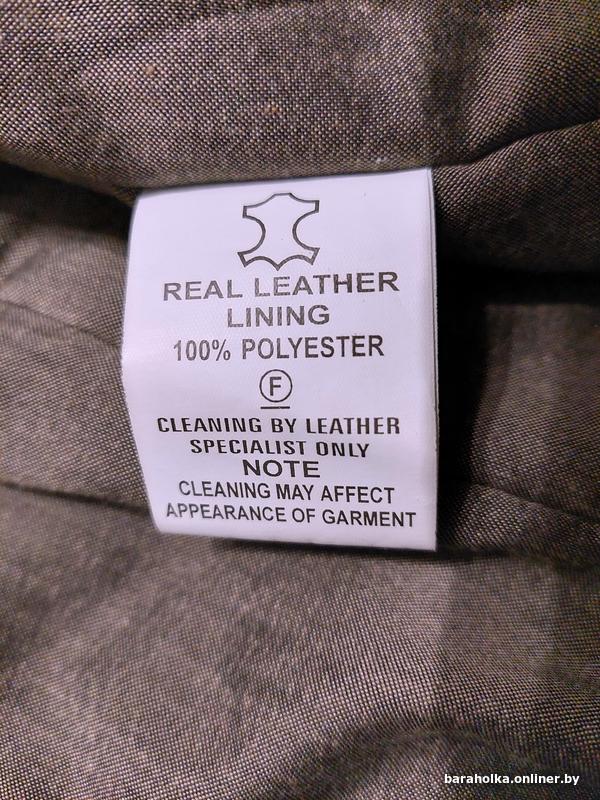 REAL LEATHER
LINING
100% POLYESTER
F
CLEANING BY LEATHER
SPECIALIST ONLY
NOTE
CLEANING MAY AFFECT
APPEARANCE OF GARMENT
baraholka.onliner.by